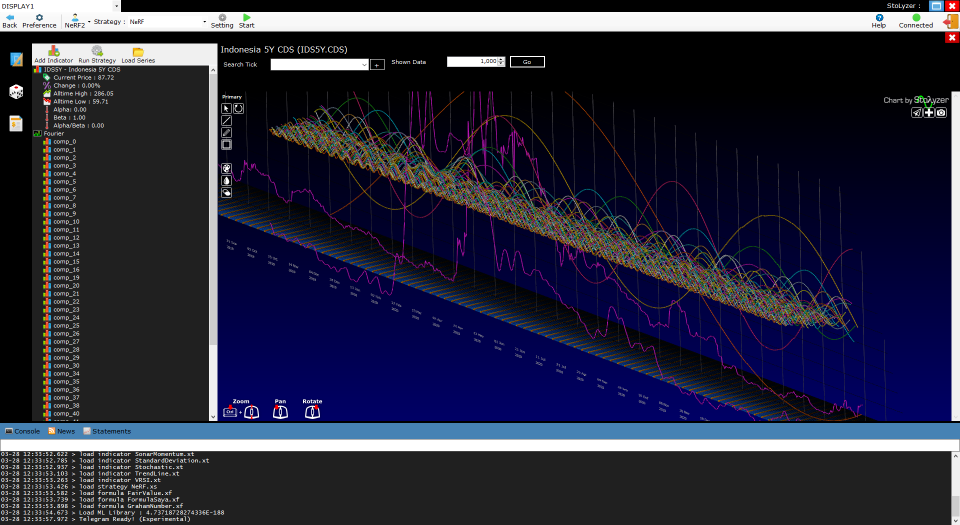 DISPLAY1
StoLyzer :
Back
Preference
NeRF2
Strategy : NeRF
Setting
Start
Help
Connected
Add Indicator
Run Strategy
Load Series
Indonesia 5Y CDS (IDS5Y.CDS)
Search Tick
+
Shown Data
1,000
Go
IDS5Y - Indonesia 5Y CDS
Current Price : 87.72
Change : 0.00%
Alltime High : 286.05
Alltime Low : 59.71
Alpha: 0.00
Beta : 1.00
Alpha/Beta : 0.00
Fourier
comp_0
comp_1
comp_2
comp_3
comp_4
comp_5
comp_6
comp_7
comp_8
comp_9
comp_10
comp_11
comp_12
comp_13
comp_14
comp_15
comp_16
comp_19
comp_20
comp_21
comp_22
comp_23
comp_24
comp_25
comp_26
comp_27
comp_28
comp_29
comp_30
comp_34
comp_35
comp_36
comp_37
comp_38
comp_40
Primary
Chart by StoLyzer
Zoom
Pan
Rotate
Ctrl +
Console
News
Statements
03-28 12:33:52.622 > load indicator SonarMomentum.xt
03-28 12:33:52.785 > load indicator StandardDeviation.xt
03-28 12:33:52.937 > load indicator Stochastic.xt
03-28 12:33:53.103 > load indicator TrendLine.xt
03-28 12:33:53.263 > load indicator VRSI.xt
03-28 12:33:53.426 > load strategy NeRF.xs
03-28 12:33:53.582 > load formula FairValue.xf
03-28 12:33:53.739 > load formula FormulaSaya.xf
03-28 12:33:53.898 > load formula GrahamNumber.xf
03-28 12:33:54.673 > Load ML Library : 4.73718728274336E-188
03-28 12:33:57.972 > Telegram Ready! (Experimental)